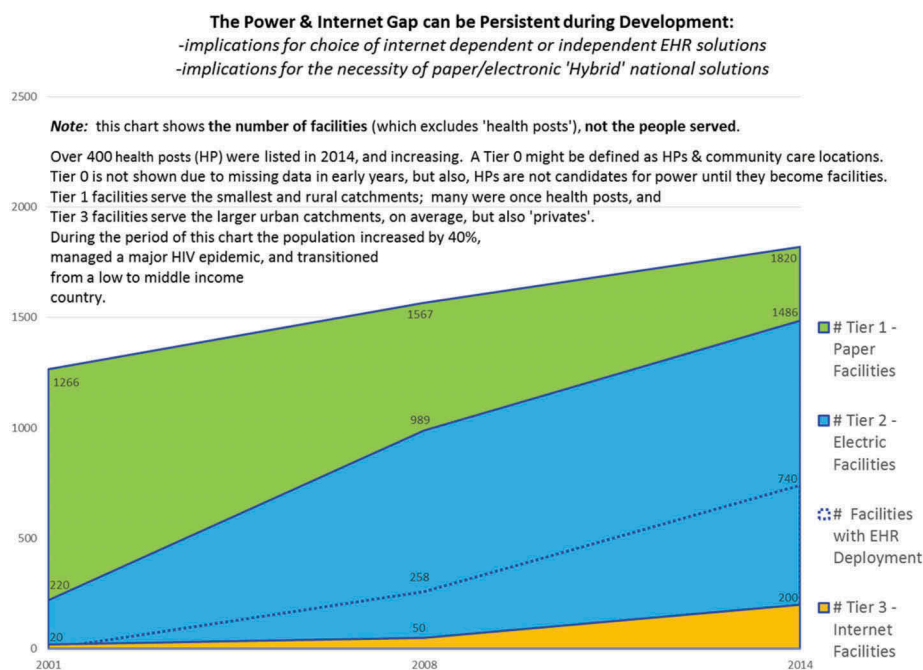 The Power & Internet Gap can be Persistent during Development:
-implications for choice of internet dependent or independent EHR solutions
-implications for the necessity of paper/electronic 'Hybrid' national solutions
2500
Note: this chart shows the number of facilities (which excludes 'health posts'), not the people served.
Over 400 health posts (HP) were listed in 2014, and increasing. A Tier 0 might be defined as HPs & community care locations.
Tier 0 is not shown due to missing data in early years, but also, HPs are not candidates for power until they become facilities.
Tier 1 facilities serve the smallest and rural catchments; many were once health posts, and
2000
Tier 3 facilities serve the larger urban catchments, on average, but also 'privates'.
During the period of this chart the population increased by 40%,
managed a major HIV epidemic, and transitioned
from a low to middle income
country.
1820
1567
1500
1486
# Tier 1 -
Paper
Facilities
1266
989
1000
# Tier 2 -
Electric
Facilities
740
# Facilities
with EHR
Deployment
500
220
258
200
# Tier 3 -
Internet
Facilities
20
50
0
2001
2008
2014